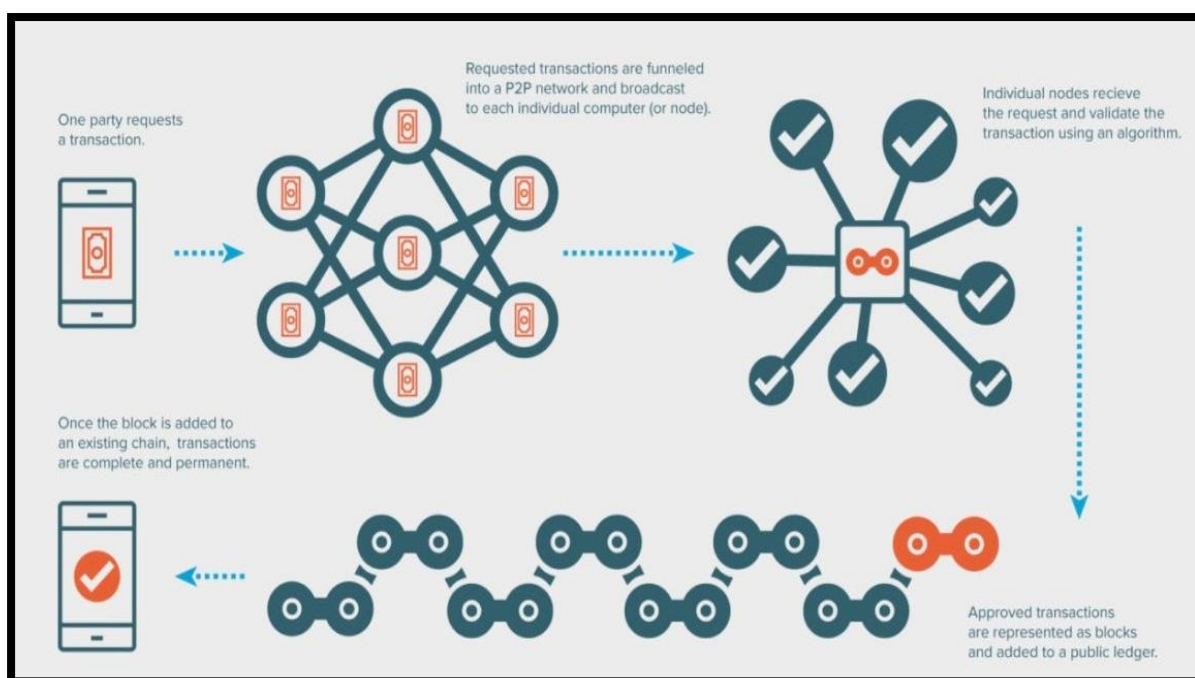 One party requests
a transaction.
Requested transactions are funneled
into a P2P network and broadcast
to each individual computer (or node).
Individual nodes recieve
the request and validate the
transaction using an algorithm.
Approved transactions
are represented as blocks
and added to a public ledger.
Once the block is added to
an existing chain, transactions
are complete and permanent.